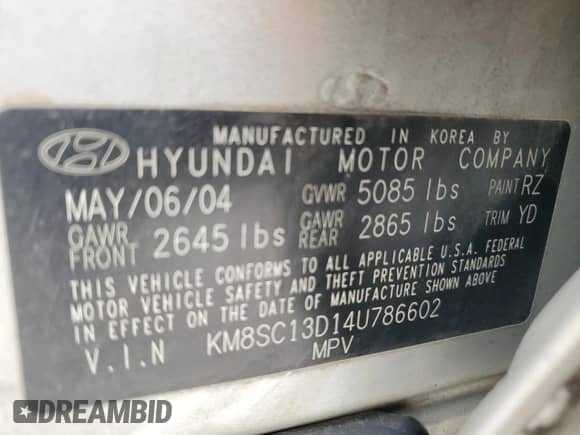 MANUFACTURED IN KOREA BY
HYUNDAI MOTOR COMPANY
MAY/06/04 GVWR 5085 lbs PAINT RZ
GAWR FRONT 2645 lbs GAWR REAR 2865 lbs TRIM YD
THIS VEHICLE CONFORMS TO ALL APPLICABLE U.S.A. FEDERAL
MOTOR VEHICLE SAFETY AND THEFT PREVENTION STANDARDS
IN EFFECT ON THE DATE OF MANUFACTURE SHOWN ABOVE
V.I.N KM8SC13D14U786602
MPV
DREAMBID